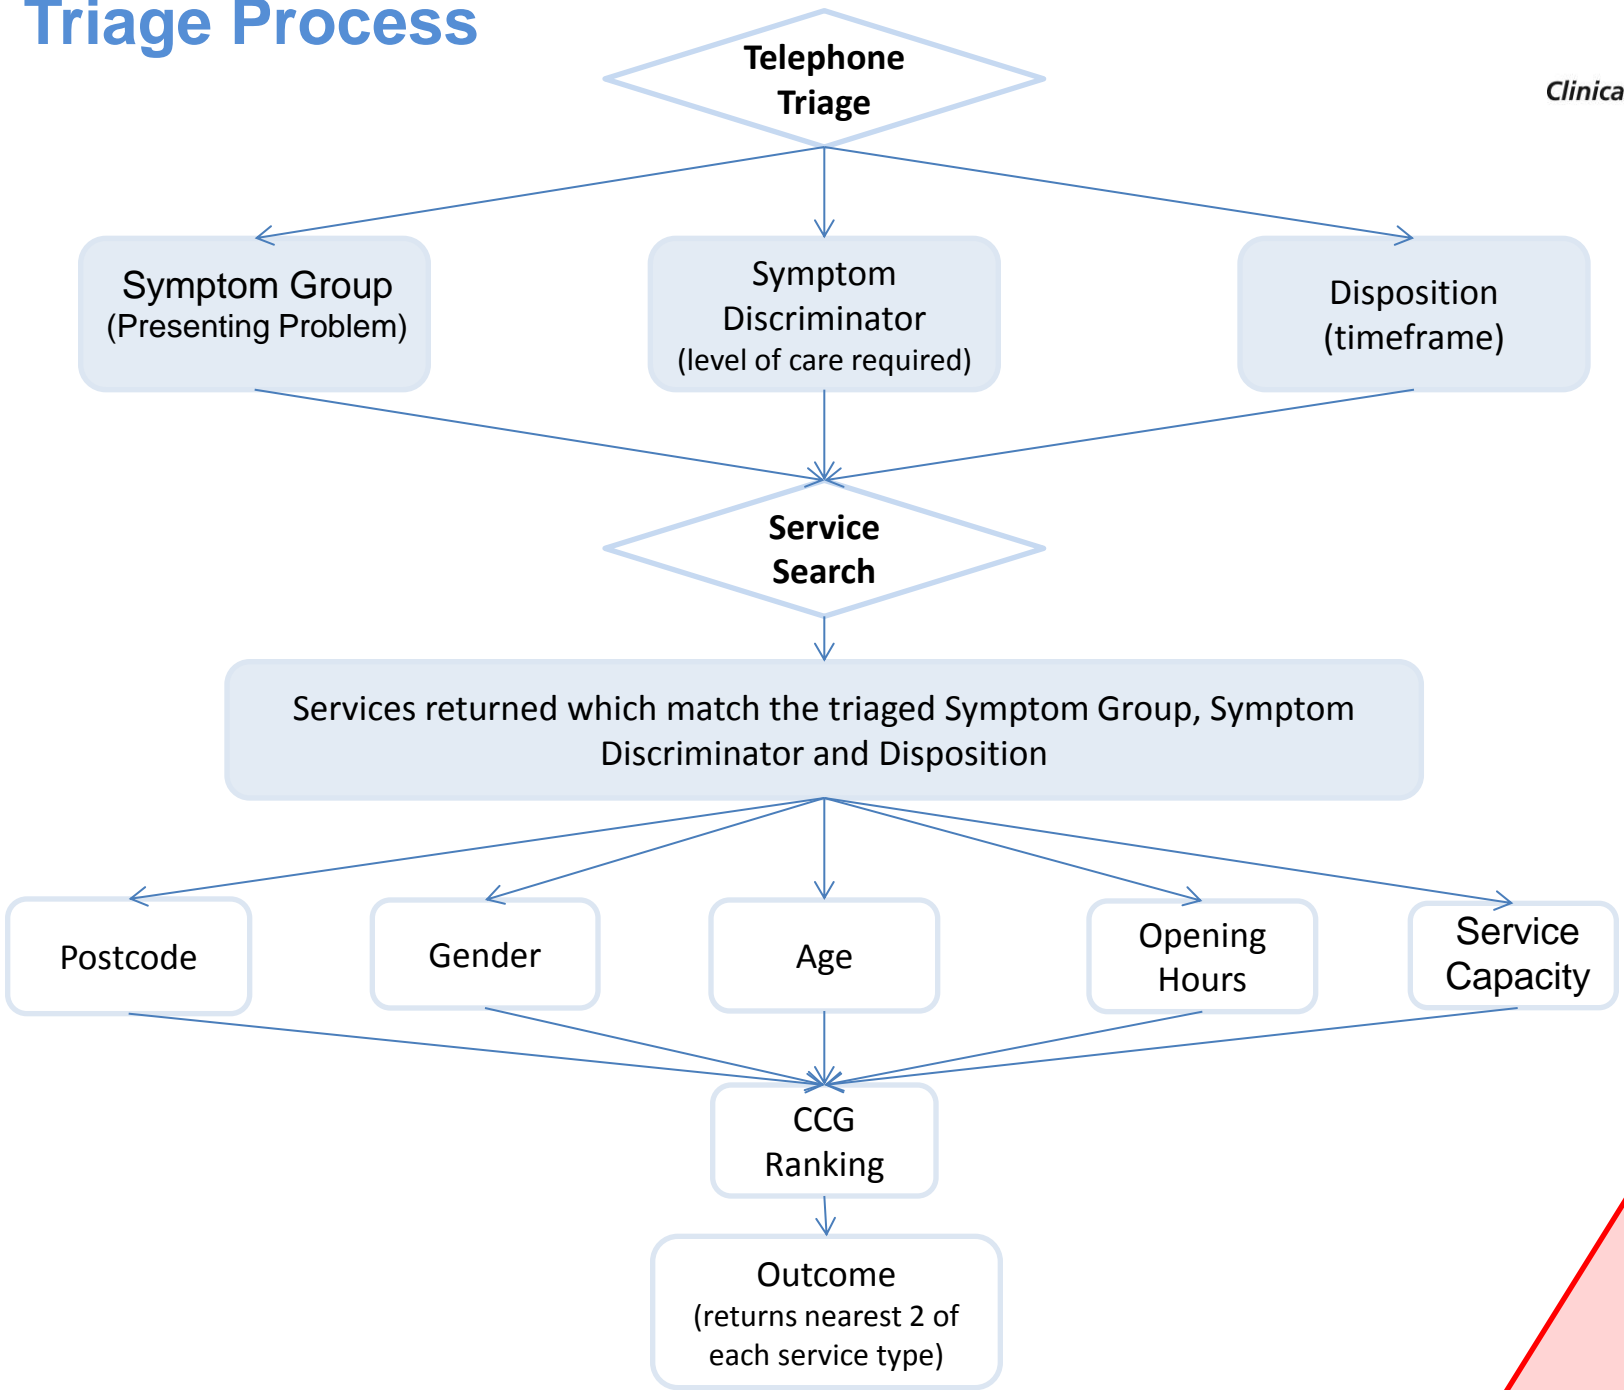 Triage Process
Telephone
Triage
Clinica
Symptom Group
(Presenting Problem)
Symptom
Discriminator
(level of care required)
Disposition
(timeframe)
Service
Search
Services returned which match the triaged Symptom Group, Symptom
Discriminator and Disposition
Postcode
Gender
Age
Opening
Hours
Service
Capacity
CCG
Ranking
Outcome
(returns nearest 2 of
each service type)